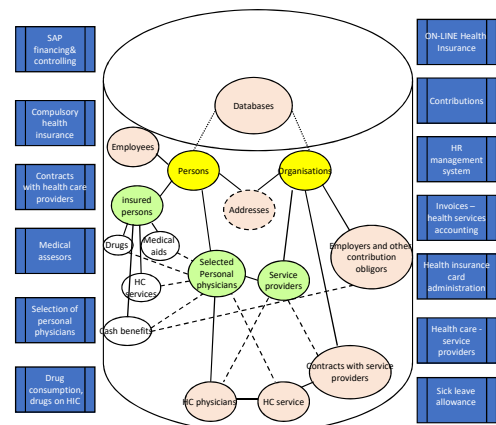 SAP
financing&
controlling
Compulsory
health
insurance
Contracts
with health care
providers
Medical
assesors
Selection of
personal
physicians
Drug
consumption,
drugs on HIC
Databases
Employees
Persons
Organisations
Addresses
insured
persons
Drugs
Medical
aids
HC
services
Cash benefits
Selected
Personal
physicians
Service
providers
Employers and other
contribution
obligors
Contracts with service
providers
HC physicians
HC service
ON-LINE Health
Insurance
Contributions
HR
management
system
Invoices –
health services
accounting
Health insurance
card
administration
Health care -
service
providers
Sick leave
allowance